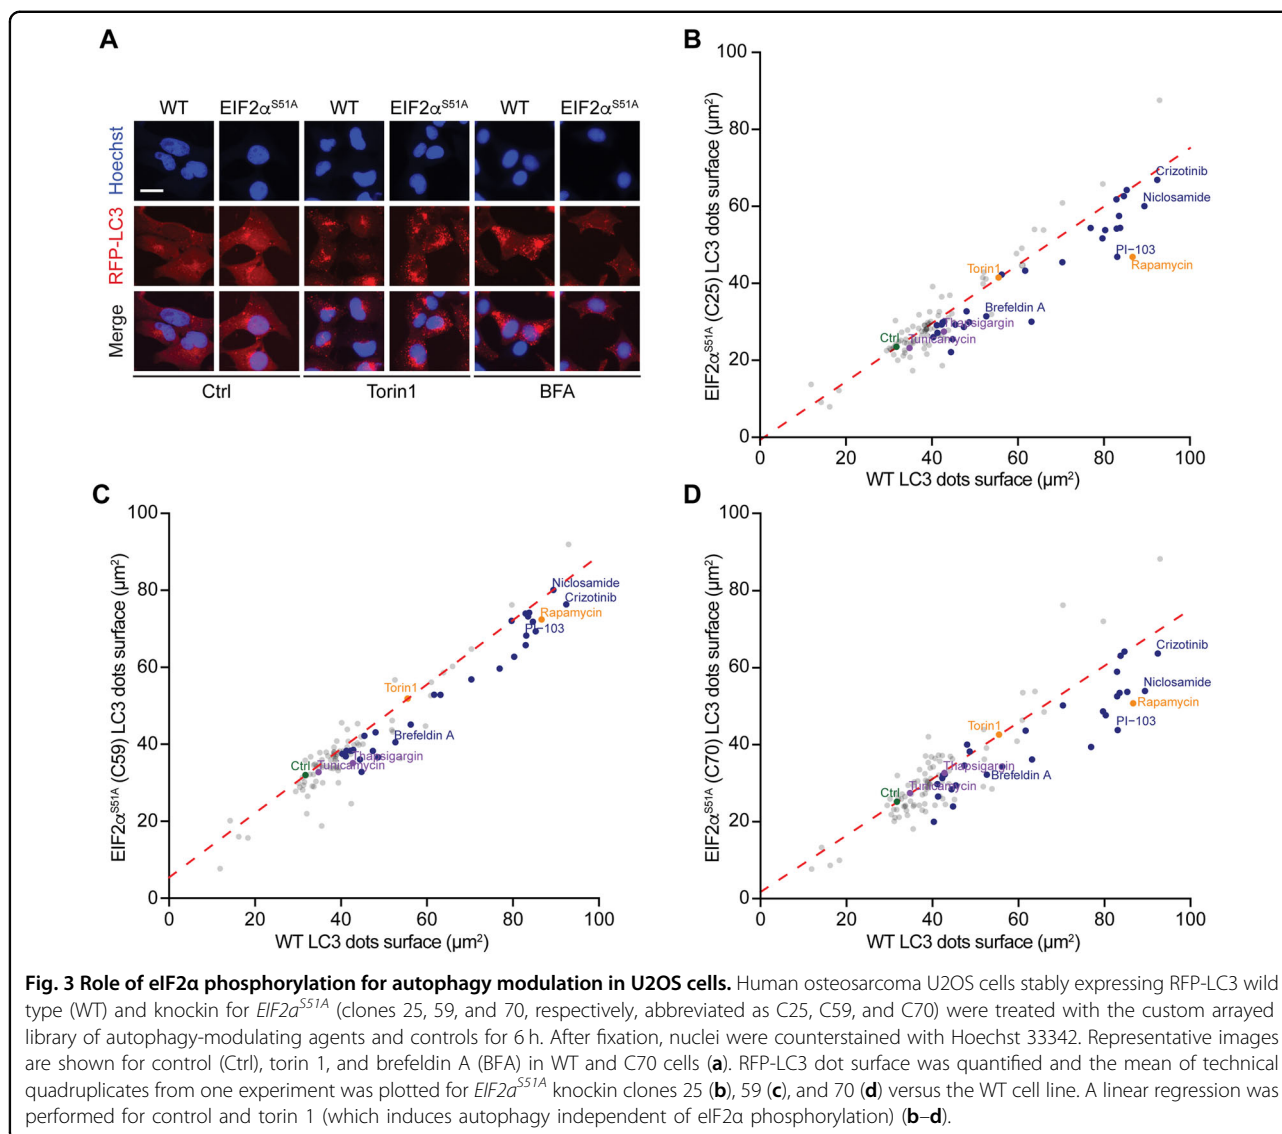 A
WT EIF2α^S51A WT EIF2α^S51A WT EIF2α^S51A
Hoechst
RFP-LC3
Merge
Ctrl Torin1 BFA
B
EIF2α^S51A (C25) LC3 dots surface (µm²)
100
80
60
40
20
0
Crizotinib
Niclosamide
PI−103
Rapamycin
Torin1
Brefeldin A
Thapsigargin
Ctrl
Tunicamycin
0 20 40 60 80 100
WT LC3 dots surface (µm²)
C
EIF2α^S51A (C59) LC3 dots surface (µm²)
100
80
60
40
20
0
Niclosamide
Crizotinib
Rapamycin
PI−103
Torin1
Brefeldin A
Thapsigargin
Ctrl
Tunicamycin
0 20 40 60 80 100
WT LC3 dots surface (µm²)
D
EIF2α^S51A (C70) LC3 dots surface (µm²)
100
80
60
40
20
0
Crizotinib
Niclosamide
Rapamycin
PI−103
Torin1
Thapsigargin
Brefeldin A
Ctrl
Tunicamycin
0 20 40 60 80 100
WT LC3 dots surface (µm²)
Fig. 3 Role of eIF2α phosphorylation for autophagy modulation in U2OS cells. Human osteosarcoma U2OS cells stably expressing RFP-LC3 wild
type (WT) and knockin for EIF2α^S51A (clones 25, 59, and 70, respectively, abbreviated as C25, C59, and C70) were treated with the custom arrayed
library of autophagy-modulating agents and controls for 6 h. After fixation, nuclei were counterstained with Hoechst 33342. Representative images
are shown for control (Ctrl), torin 1, and brefeldin A (BFA) in WT and C70 cells (a). RFP-LC3 dot surface was quantified and the mean of technical
quadruplicates from one experiment was plotted for EIF2α^S51A knockin clones 25 (b), 59 (c), and 70 (d) versus the WT cell line. A linear regression was
performed for control and torin 1 (which induces autophagy independent of eIF2α phosphorylation) (b–d).